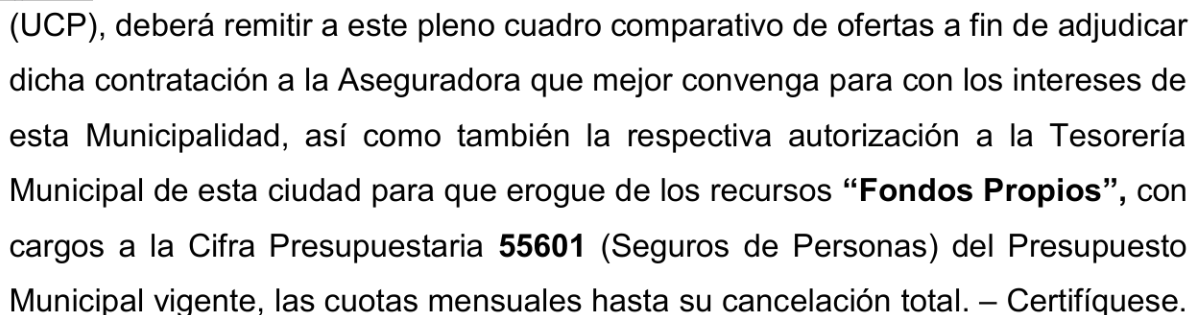 (UCP), deberá remitir a este pleno cuadro comparativo de ofertas a fin de adjudicar
dicha contratación a la Aseguradora que mejor convenga para con los intereses de
esta Municipalidad, así como también la respectiva autorización a la Tesorería
Municipal de esta ciudad para que erogue de los recursos “Fondos Propios”, con
cargos a la Cifra Presupuestaria 55601 (Seguros de Personas) del Presupuesto
Municipal vigente, las cuotas mensuales hasta su cancelación total. – Certifíquese.